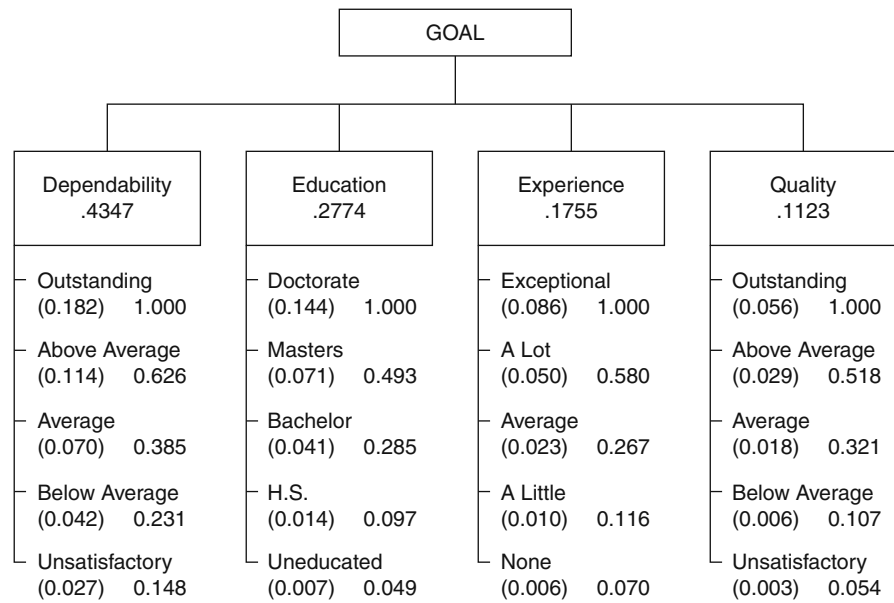 GOAL
Dependability
.4347
Education
.2774
Experience
.1755
Quality
.1123
Outstanding
(0.182) 1.000
Above Average
(0.114) 0.626
Average
(0.070) 0.385
Below Average
(0.042) 0.231
Unsatisfactory
(0.027) 0.148
Doctorate
(0.144) 1.000
Masters
(0.071) 0.493
Bachelor
(0.041) 0.285
H.S.
(0.014) 0.097
Uneducated
(0.007) 0.049
Exceptional
(0.086) 1.000
A Lot
(0.050) 0.580
Average
(0.023) 0.267
A Little
(0.010) 0.116
None
(0.006) 0.070
Outstanding
(0.056) 1.000
Above Average
(0.029) 0.518
Average
(0.018) 0.321
Below Average
(0.006) 0.107
Unsatisfactory
(0.003) 0.054